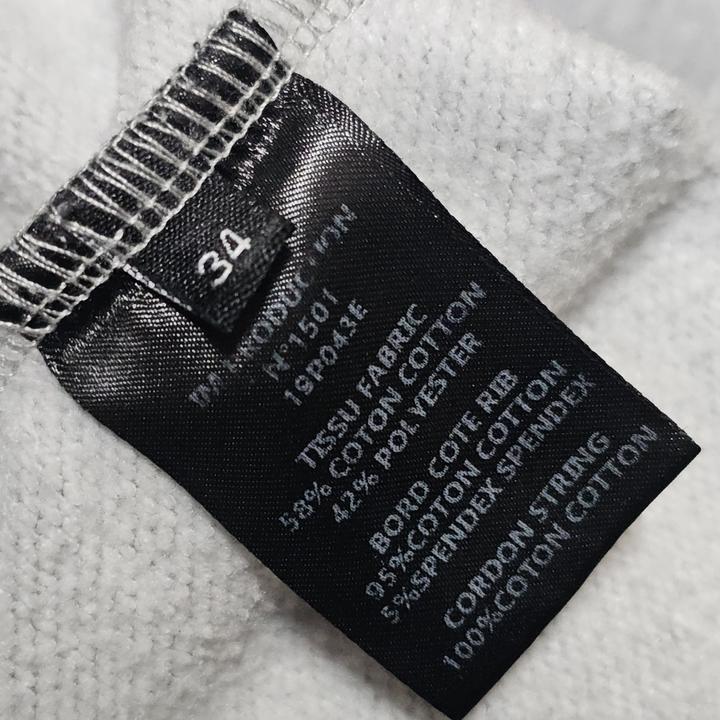 34
N°1501
19P043E
TISSU FABRIC
58% COTON COTTON
42% POLYESTER
BORD COTE RIB
95%COTON COTTON
5%SPENDEX SPENDEX
CORDON STRING
100%COTON COTTON